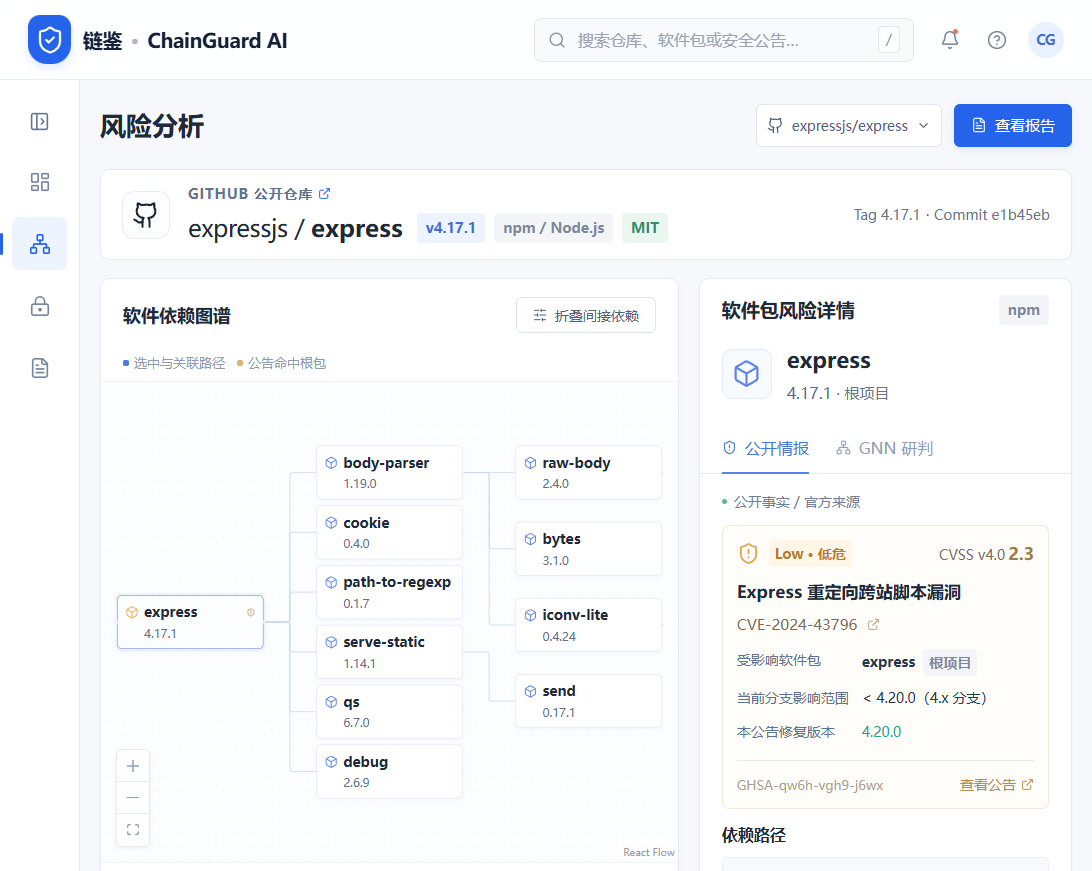 链鉴 • ChainGuard AI
搜索仓库、软件包或安全公告... /
CG
风险分析
expressjs/express
查看报告
GITHUB 公开仓库
expressjs / express v4.17.1 npm / Node.js MIT
Tag 4.17.1 · Commit e1b45eb
软件依赖图谱
折叠间接依赖
选中与关联路径 公告命中根包
express
4.17.1
body-parser
1.19.0
cookie
0.4.0
path-to-regexp
0.1.7
serve-static
1.14.1
qs
6.7.0
debug
2.6.9
raw-body
2.4.0
bytes
3.1.0
iconv-lite
0.4.24
send
0.17.1
React Flow
软件包风险详情 npm
express
4.17.1 · 根项目
公开情报 GNN 研判
公开事实 / 官方来源
Low • 低危 CVSS v4.0 2.3
Express 重定向跨站脚本漏洞
CVE-2024-43796
受影响软件包 express 根项目
当前分支影响范围 < 4.20.0（4.x 分支）
本公告修复版本 4.20.0
GHSA-qw6h-vgh9-j6wx 查看公告
依赖路径